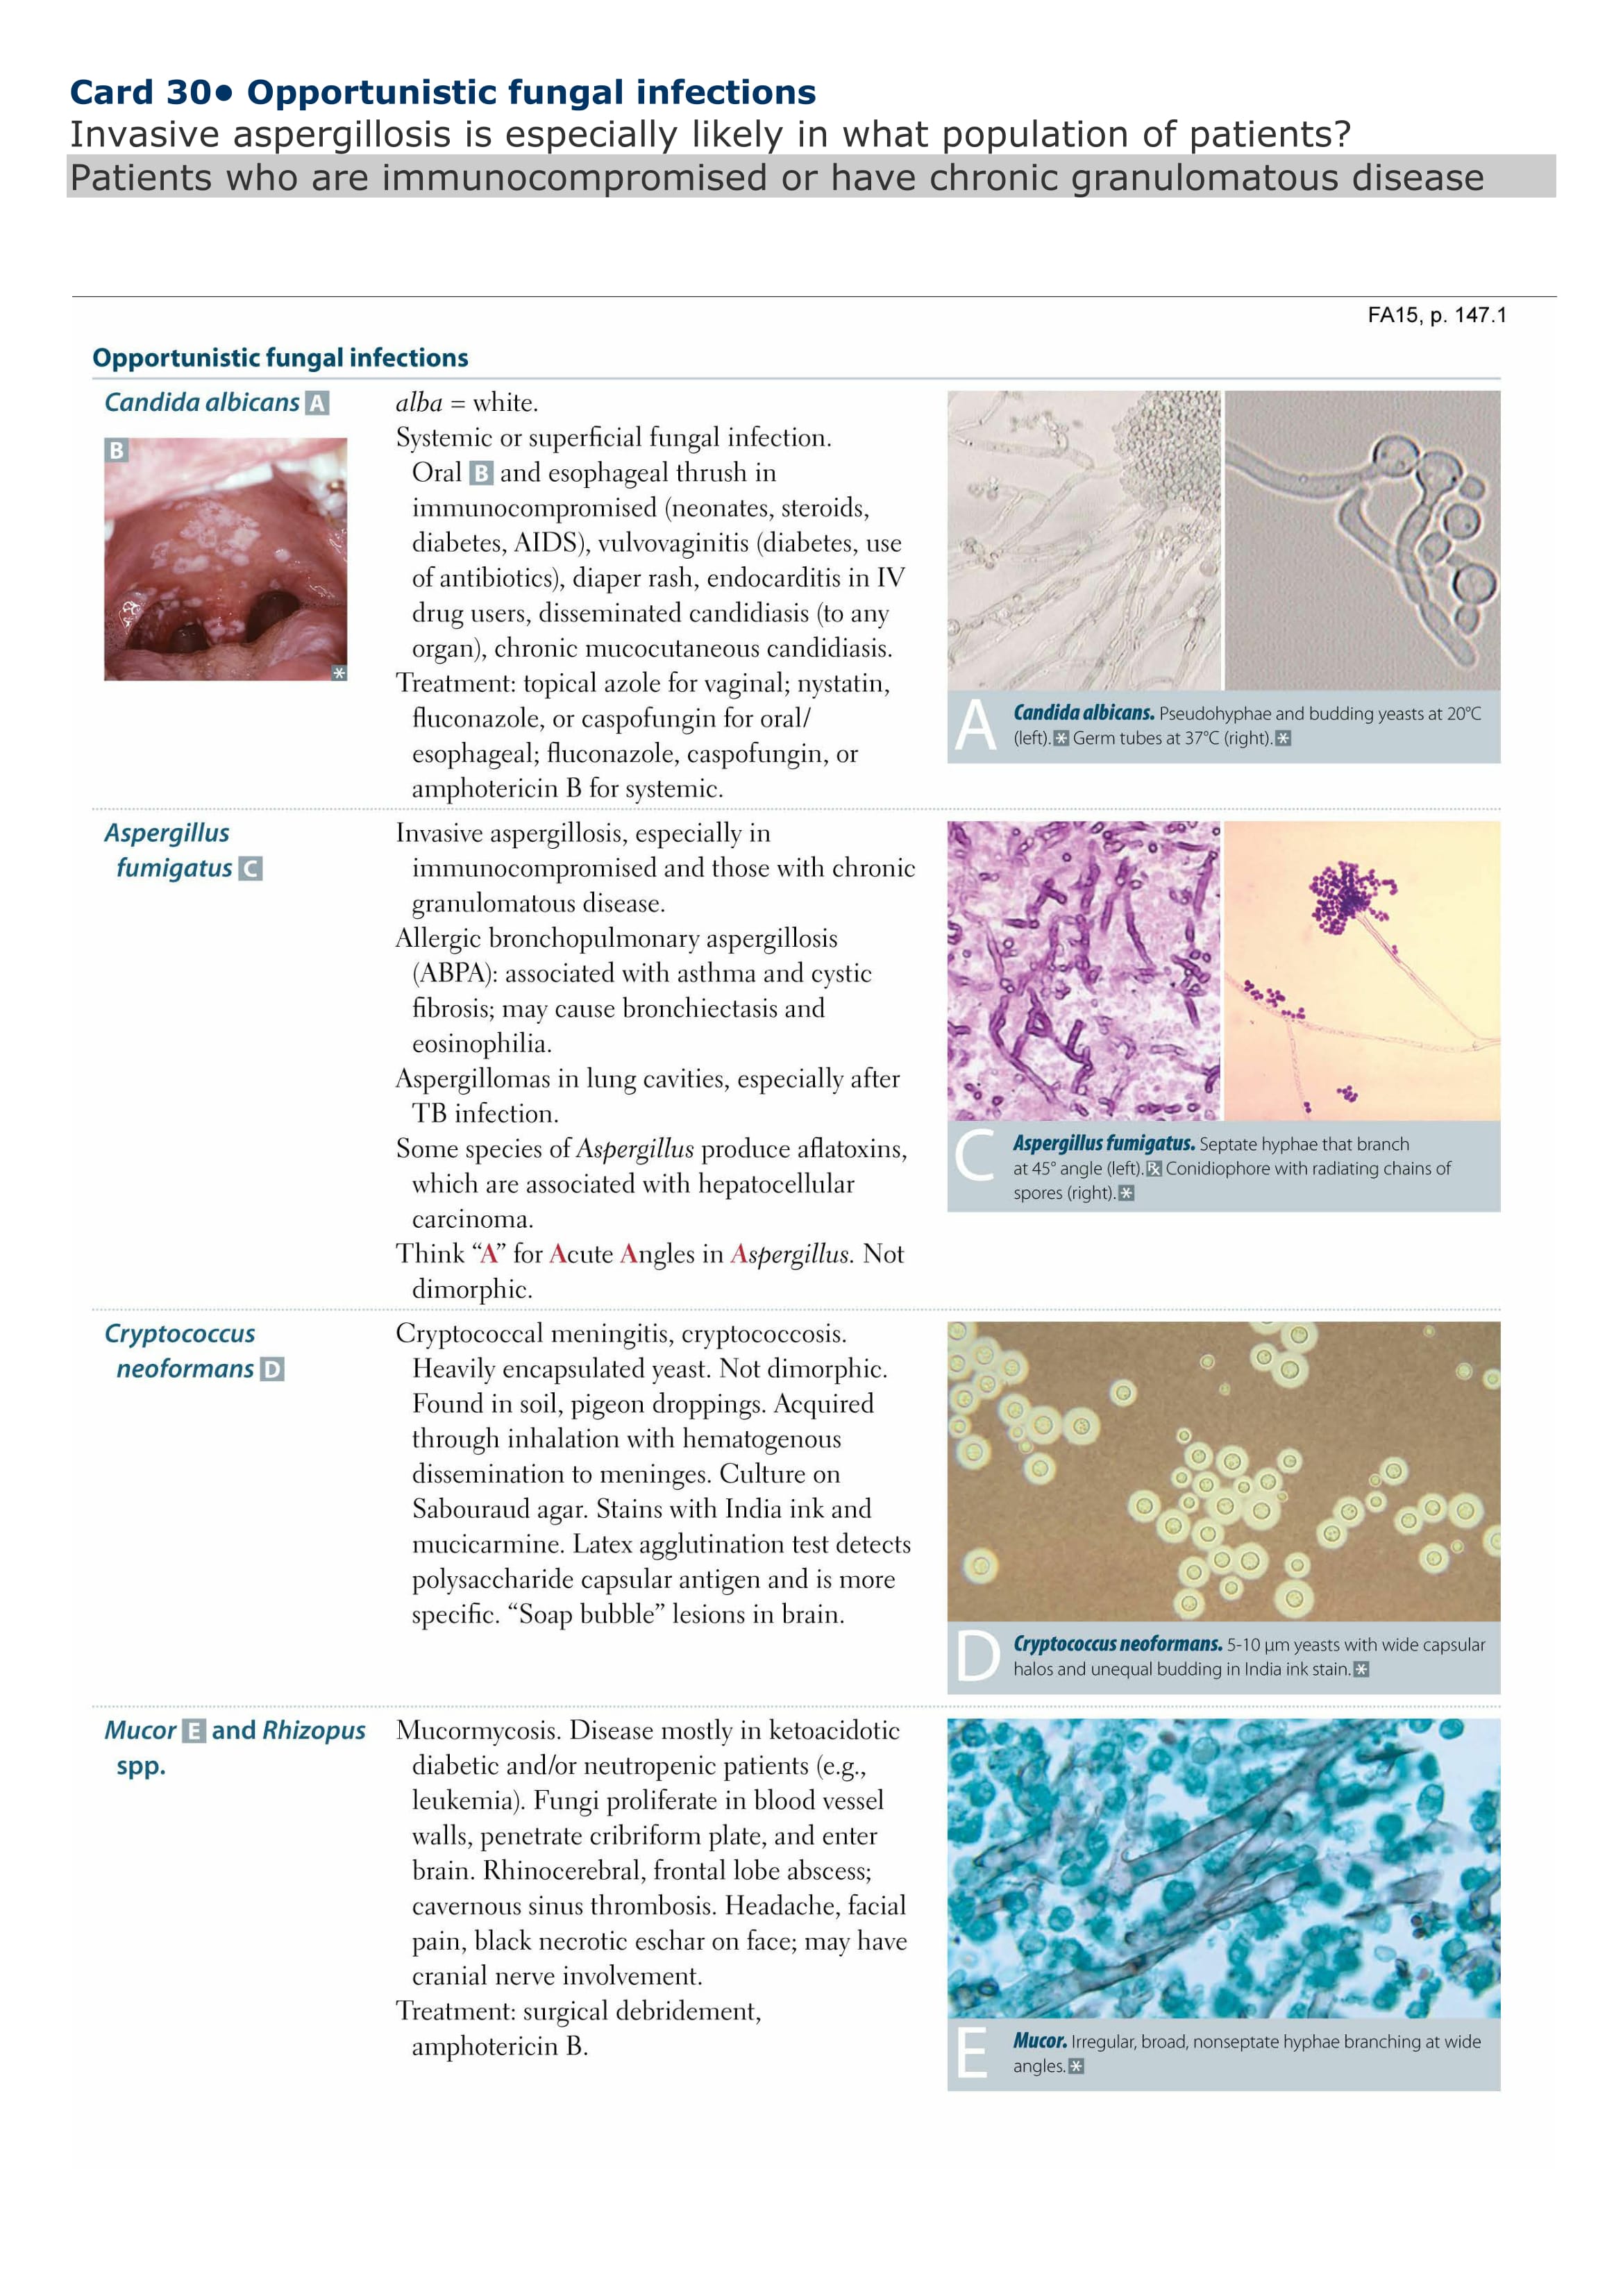 Card 30• Opportunistic fungal infections
Invasive aspergillosis is especially likely in what population of patients?
Patients who are immunocompromised or have chronic granulomatous disease
FA15, p. 147.1
Opportunistic fungal infections
Candida albicans A
B
*
alba = white.
Systemic or superficial fungal infection.
Oral B and esophageal thrush in
immunocompromised (neonates, steroids,
diabetes, AIDS), vulvovaginitis (diabetes, use
of antibiotics), diaper rash, endocarditis in IV
drug users, disseminated candidiasis (to any
organ), chronic mucocutaneous candidiasis.
Treatment: topical azole for vaginal; nystatin,
fluconazole, or caspofungin for oral/
esophageal; fluconazole, caspofungin, or
amphotericin B for systemic.
A
Candida albicans. Pseudohyphae and budding yeasts at 20°C
(left).* Germ tubes at 37°C (right).*
Aspergillus
fumigatus C
Invasive aspergillosis, especially in
immunocompromised and those with chronic
granulomatous disease.
Allergic bronchopulmonary aspergillosis
(ABPA): associated with asthma and cystic
fibrosis; may cause bronchiectasis and
eosinophilia.
Aspergillomas in lung cavities, especially after
TB infection.
Some species of Aspergillus produce aflatoxins,
which are associated with hepatocellular
carcinoma.
Think “A” for Acute Angles in Aspergillus. Not
dimorphic.
C
Aspergillus fumigatus. Septate hyphae that branch
at 45° angle (left).℞ Conidiophore with radiating chains of
spores (right).*
Cryptococcus
neoformans D
Cryptococcal meningitis, cryptococcosis.
Heavily encapsulated yeast. Not dimorphic.
Found in soil, pigeon droppings. Acquired
through inhalation with hematogenous
dissemination to meninges. Culture on
Sabouraud agar. Stains with India ink and
mucicarmine. Latex agglutination test detects
polysaccharide capsular antigen and is more
specific. “Soap bubble” lesions in brain.
D
Cryptococcus neoformans. 5-10 μm yeasts with wide capsular
halos and unequal budding in India ink stain.*
Mucor E and Rhizopus
spp.
Mucormycosis. Disease mostly in ketoacidotic
diabetic and/or neutropenic patients (e.g.,
leukemia). Fungi proliferate in blood vessel
walls, penetrate cribriform plate, and enter
brain. Rhinocerebral, frontal lobe abscess;
cavernous sinus thrombosis. Headache, facial
pain, black necrotic eschar on face; may have
cranial nerve involvement.
Treatment: surgical debridement,
amphotericin B.
E
Mucor. Irregular, broad, nonseptate hyphae branching at wide
angles.*